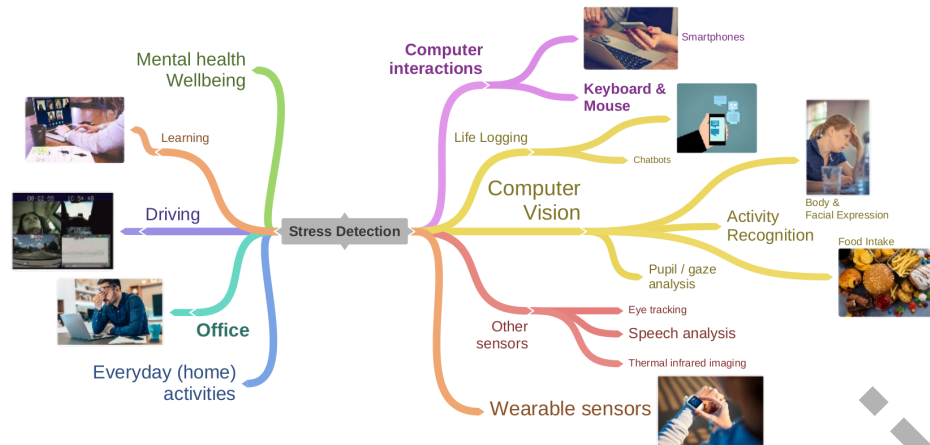 Mental health
Wellbeing
Learning
Driving
Office
Everyday (home)
activities
Stress Detection
Computer
interactions
Smartphones
Keyboard &
Mouse
Life Logging
Chatbots
Computer
Vision
Body &
Facial Expression
Activity
Recognition
Food Intake
Pupil / gaze
analysis
Other
sensors
Eye tracking
Speech analysis
Thermal infrared imaging
Wearable sensors